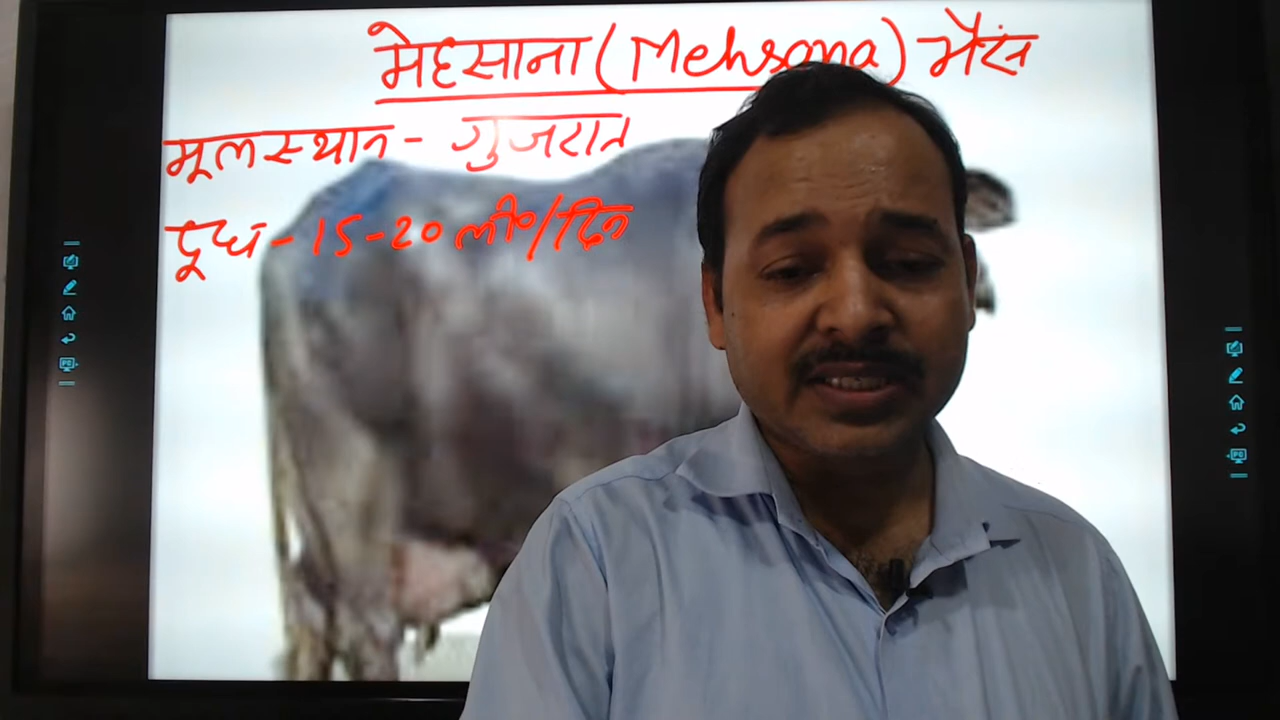 मेहसाना (Mehsana) भैंस
मूलस्थान - गुजरात
दूध - 15-20 ली०/दिन